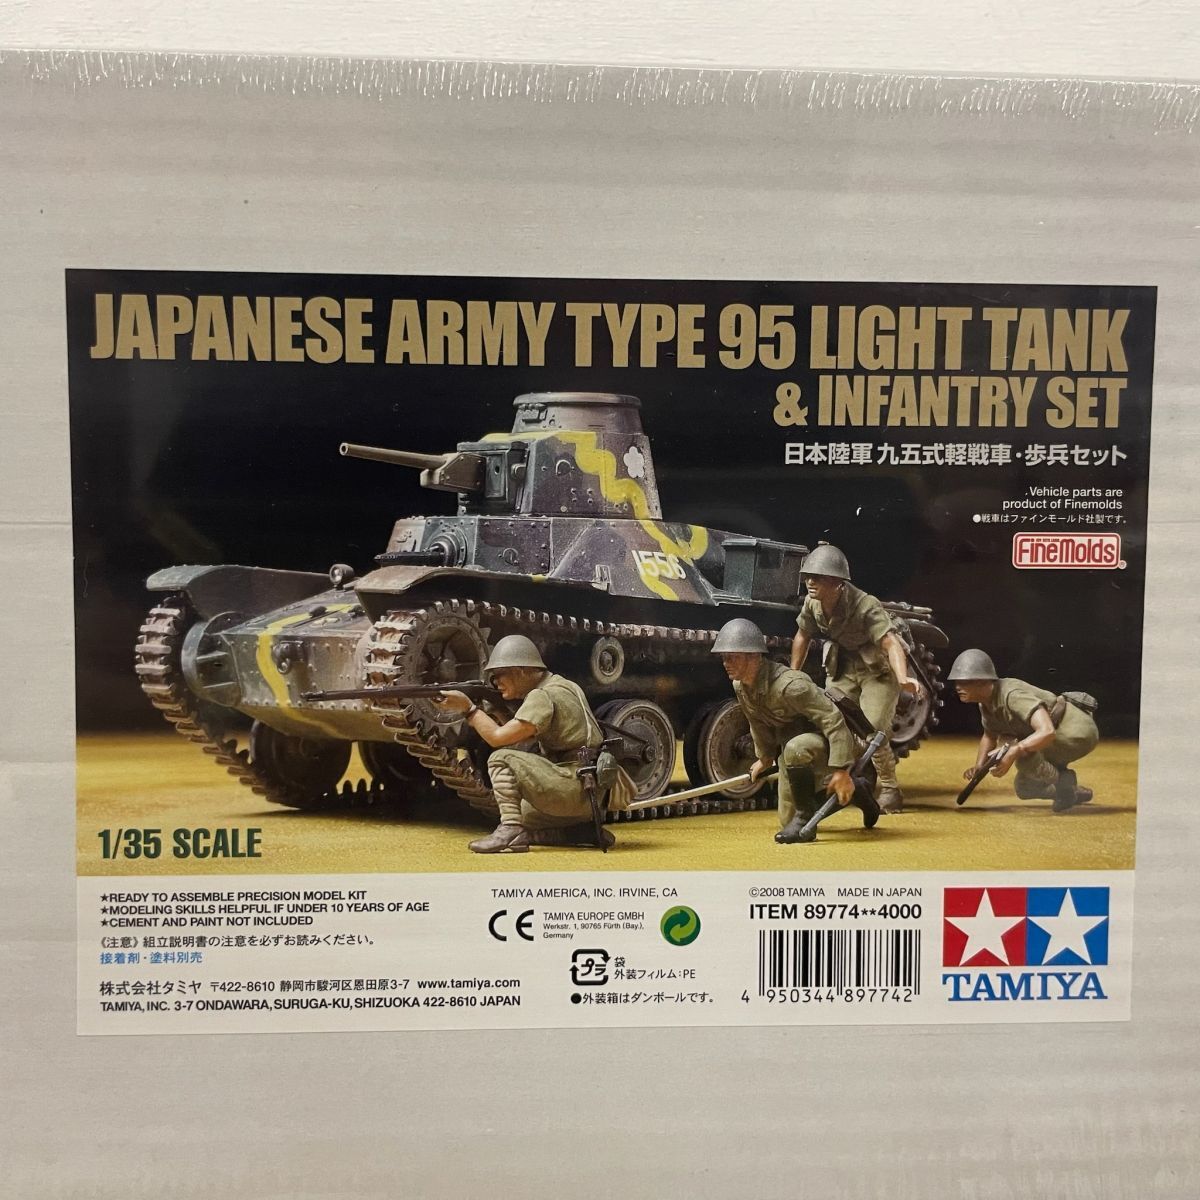 JAPANESE ARMY TYPE 95 LIGHT TANK
& INFANTRY SET
日本陸軍 九五式軽戦車・歩兵セット
Vehicle parts are
product of Finemolds
●戦車はファインモールド社製です。
FineMolds
1556
1/35 SCALE
★READY TO ASSEMBLE PRECISION MODEL KIT
★MODELING SKILLS HELPFUL IF UNDER 10 YEARS OF AGE
★CEMENT AND PAINT NOT INCLUDED
《注意》組立説明書の注意を必ずお読みください。
接着剤・塗料別売
株式会社タミヤ 〒422-8610 静岡市駿河区恩田原3-7 www.tamiya.com
TAMIYA, INC. 3-7 ONDAWARA, SURUGA-KU, SHIZUOKA 422-8610 JAPAN
TAMIYA AMERICA, INC. IRVINE, CA
CE
TAMIYA EUROPE GMBH
Werkstr. 1, 90765 Fürth (Bay.),
Germany
プラ
袋
外装フィルム:PE
●外装箱はダンボールです。
©2008 TAMIYA MADE IN JAPAN
ITEM 89774**4000
4 950344 897742
TAMIYA